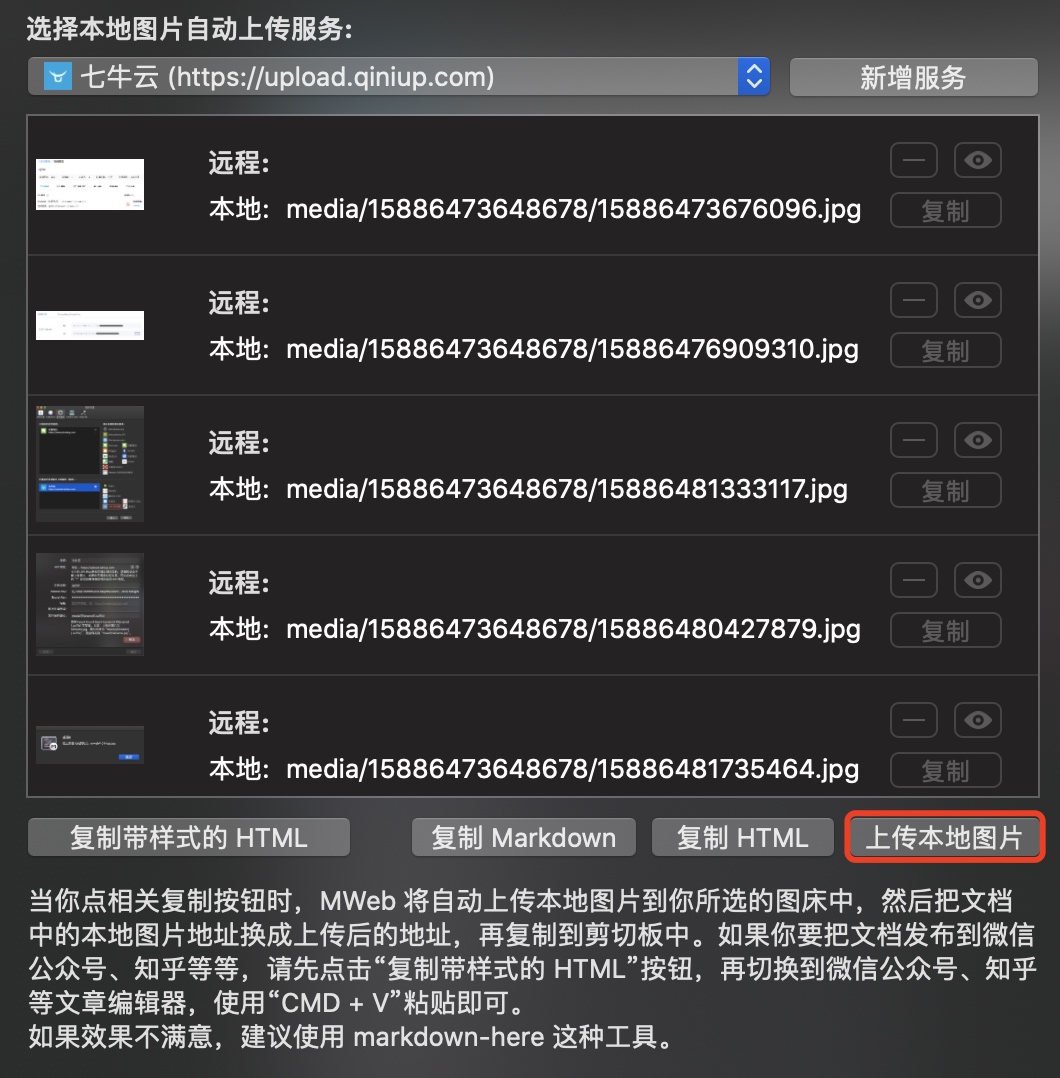 选择本地图片自动上传服务:
七牛云 (https://upload.qiniup.com)
新增服务
远程:
本地: media/15886473648678/15886473676096.jpg
复制
远程:
本地: media/15886473648678/15886476909310.jpg
复制
远程:
本地: media/15886473648678/15886481333117.jpg
复制
远程:
本地: media/15886473648678/15886480427879.jpg
复制
远程:
本地: media/15886473648678/15886481735464.jpg
复制
复制带样式的 HTML
复制 Markdown
复制 HTML
上传本地图片
当你点相关复制按钮时，MWeb 将自动上传本地图片到你所选的图床中，然后把文档
中的本地图片地址换成上传后的地址，再复制到剪切板中。如果你要把文档发布到微信
公众号、知乎等等，请先点击“复制带样式的 HTML”按钮，再切换到微信公众号、知乎
等文章编辑器，使用“CMD + V”粘贴即可。
如果效果不满意，建议使用 markdown-here 这种工具。